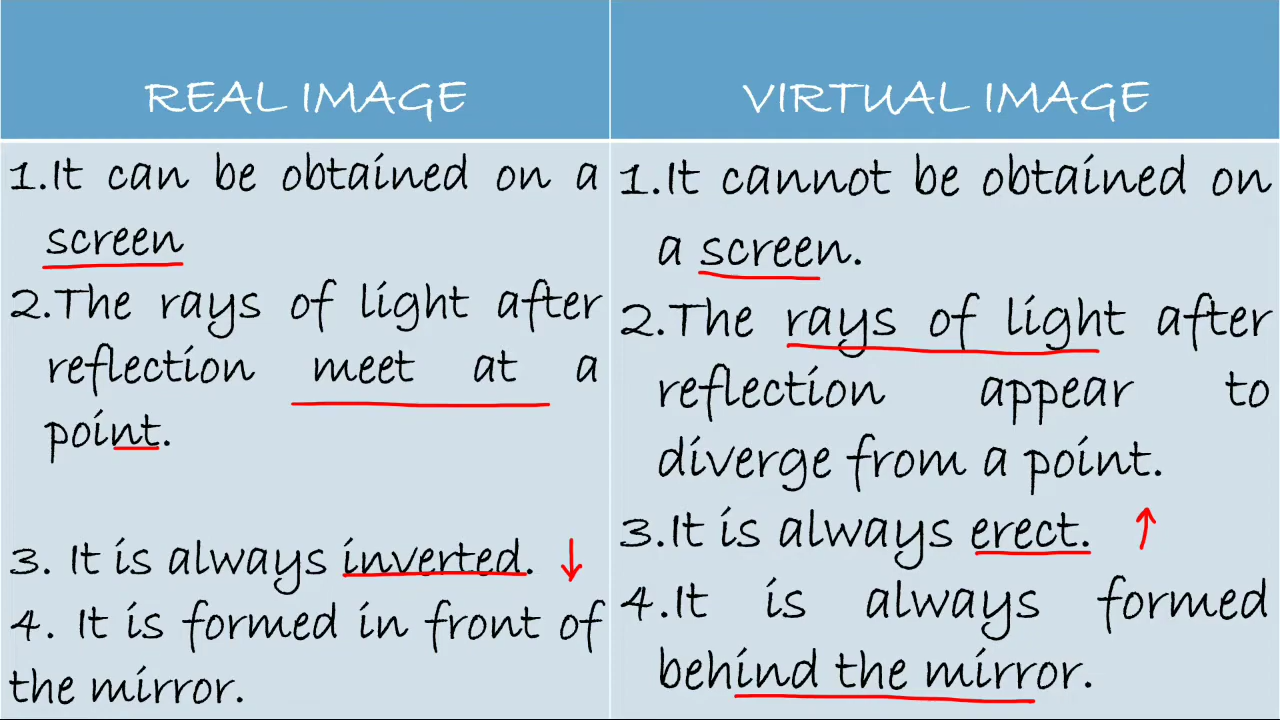 REAL IMAGE
1.It can be obtained on a
screen
2.The rays of light after
reflection meet at a
point.
3. It is always inverted. ↓
4. It is formed in front of
the mirror.
VIRTUAL IMAGE
1.It cannot be obtained on
a screen.
2.The rays of light after
reflection appear to
diverge from a point.
3.It is always erect. ↑
4.It is always formed
behind the mirror.